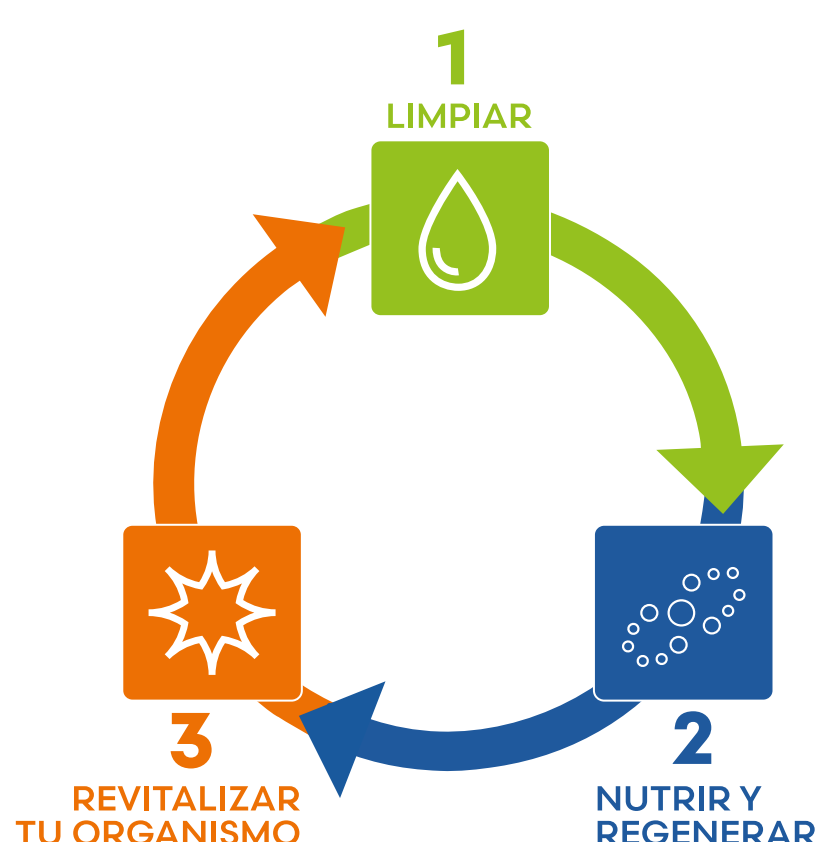 1
LIMPIAR
2
NUTRIR Y
REGENERAR
3
REVITALIZAR
TU ORGANISMO